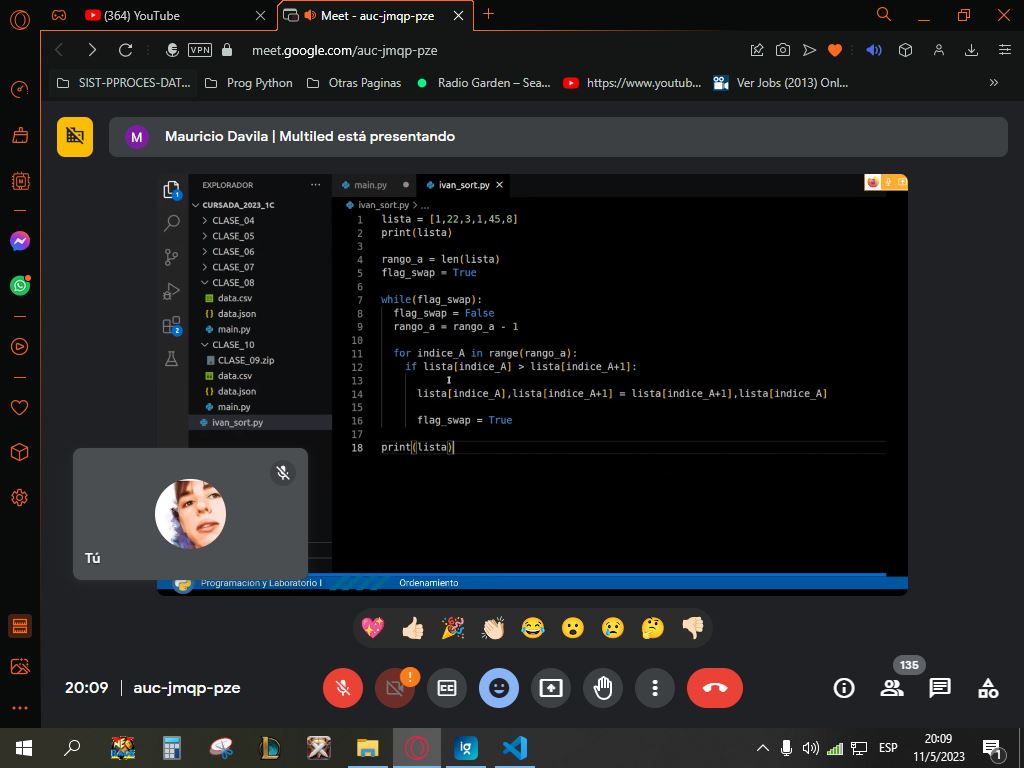 (364) YouTube
Meet - auc-jmqp-pze
VPN
meet.google.com/auc-jmqp-pze
SIST-PPROCES-DAT...
Prog Python
Otras Paginas
Radio Garden – Sea...
https://www.youtub...
Ver Jobs (2013) Onl...
»
M
Mauricio Davila | Multiled está presentando
EXPLORADOR
main.py
ivan_sort.py
CURSADA_2023_1C
CLASE_04
CLASE_05
CLASE_06
CLASE_07
CLASE_08
data.csv
data.json
main.py
CLASE_10
CLASE_09.zip
data.csv
data.json
main.py
ivan_sort.py
1
2
ivan_sort.py > ...
1 lista = [1,22,3,1,45,8]
2 print(lista)
3
4 rango_a = len(lista)
5 flag_swap = True
6
7 while(flag_swap):
8 flag_swap = False
9 rango_a = rango_a - 1
10
11 for indice_A in range(rango_a):
12 if lista[indice_A] > lista[indice_A+1]:
13
14 lista[indice_A],lista[indice_A+1] = lista[indice_A+1],lista[indice_A]
15
16 flag_swap = True
17
18 print(lista)
Tú
Programación y Laboratorio I
Ordenamiento
20:09 | auc-jmqp-pze
!
CC
135
ig
ESP
20:09
11/5/2023
1